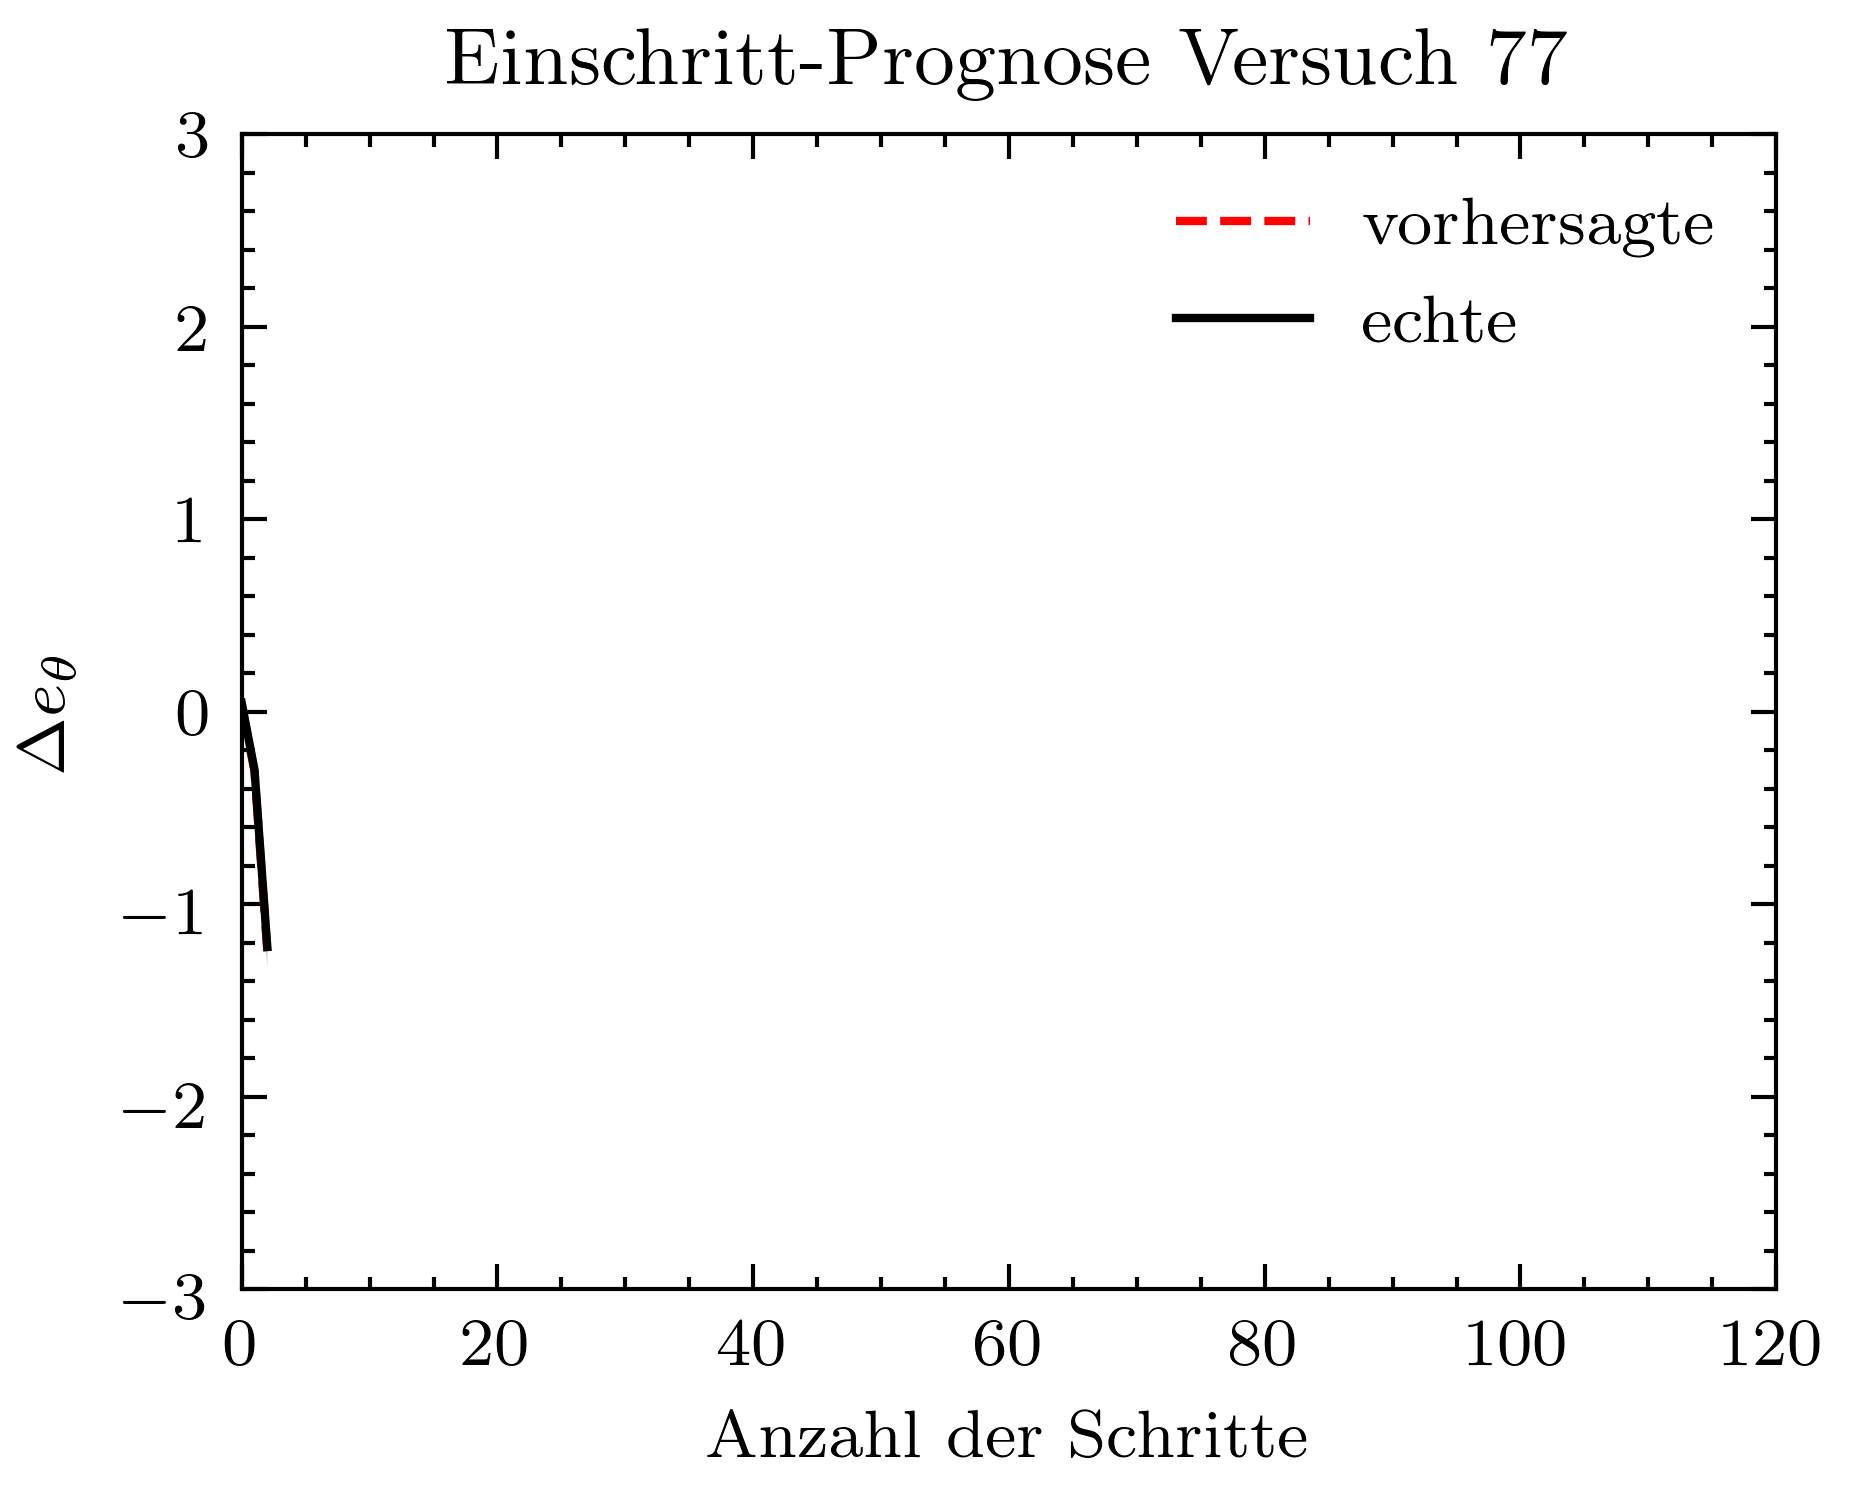 Einschritt-Prognose Versuch 77
3
2
1
0
−1
−2
−3
Δe_θ
vorhersagte
echte
0 20 40 60 80 100 120
Anzahl der Schritte